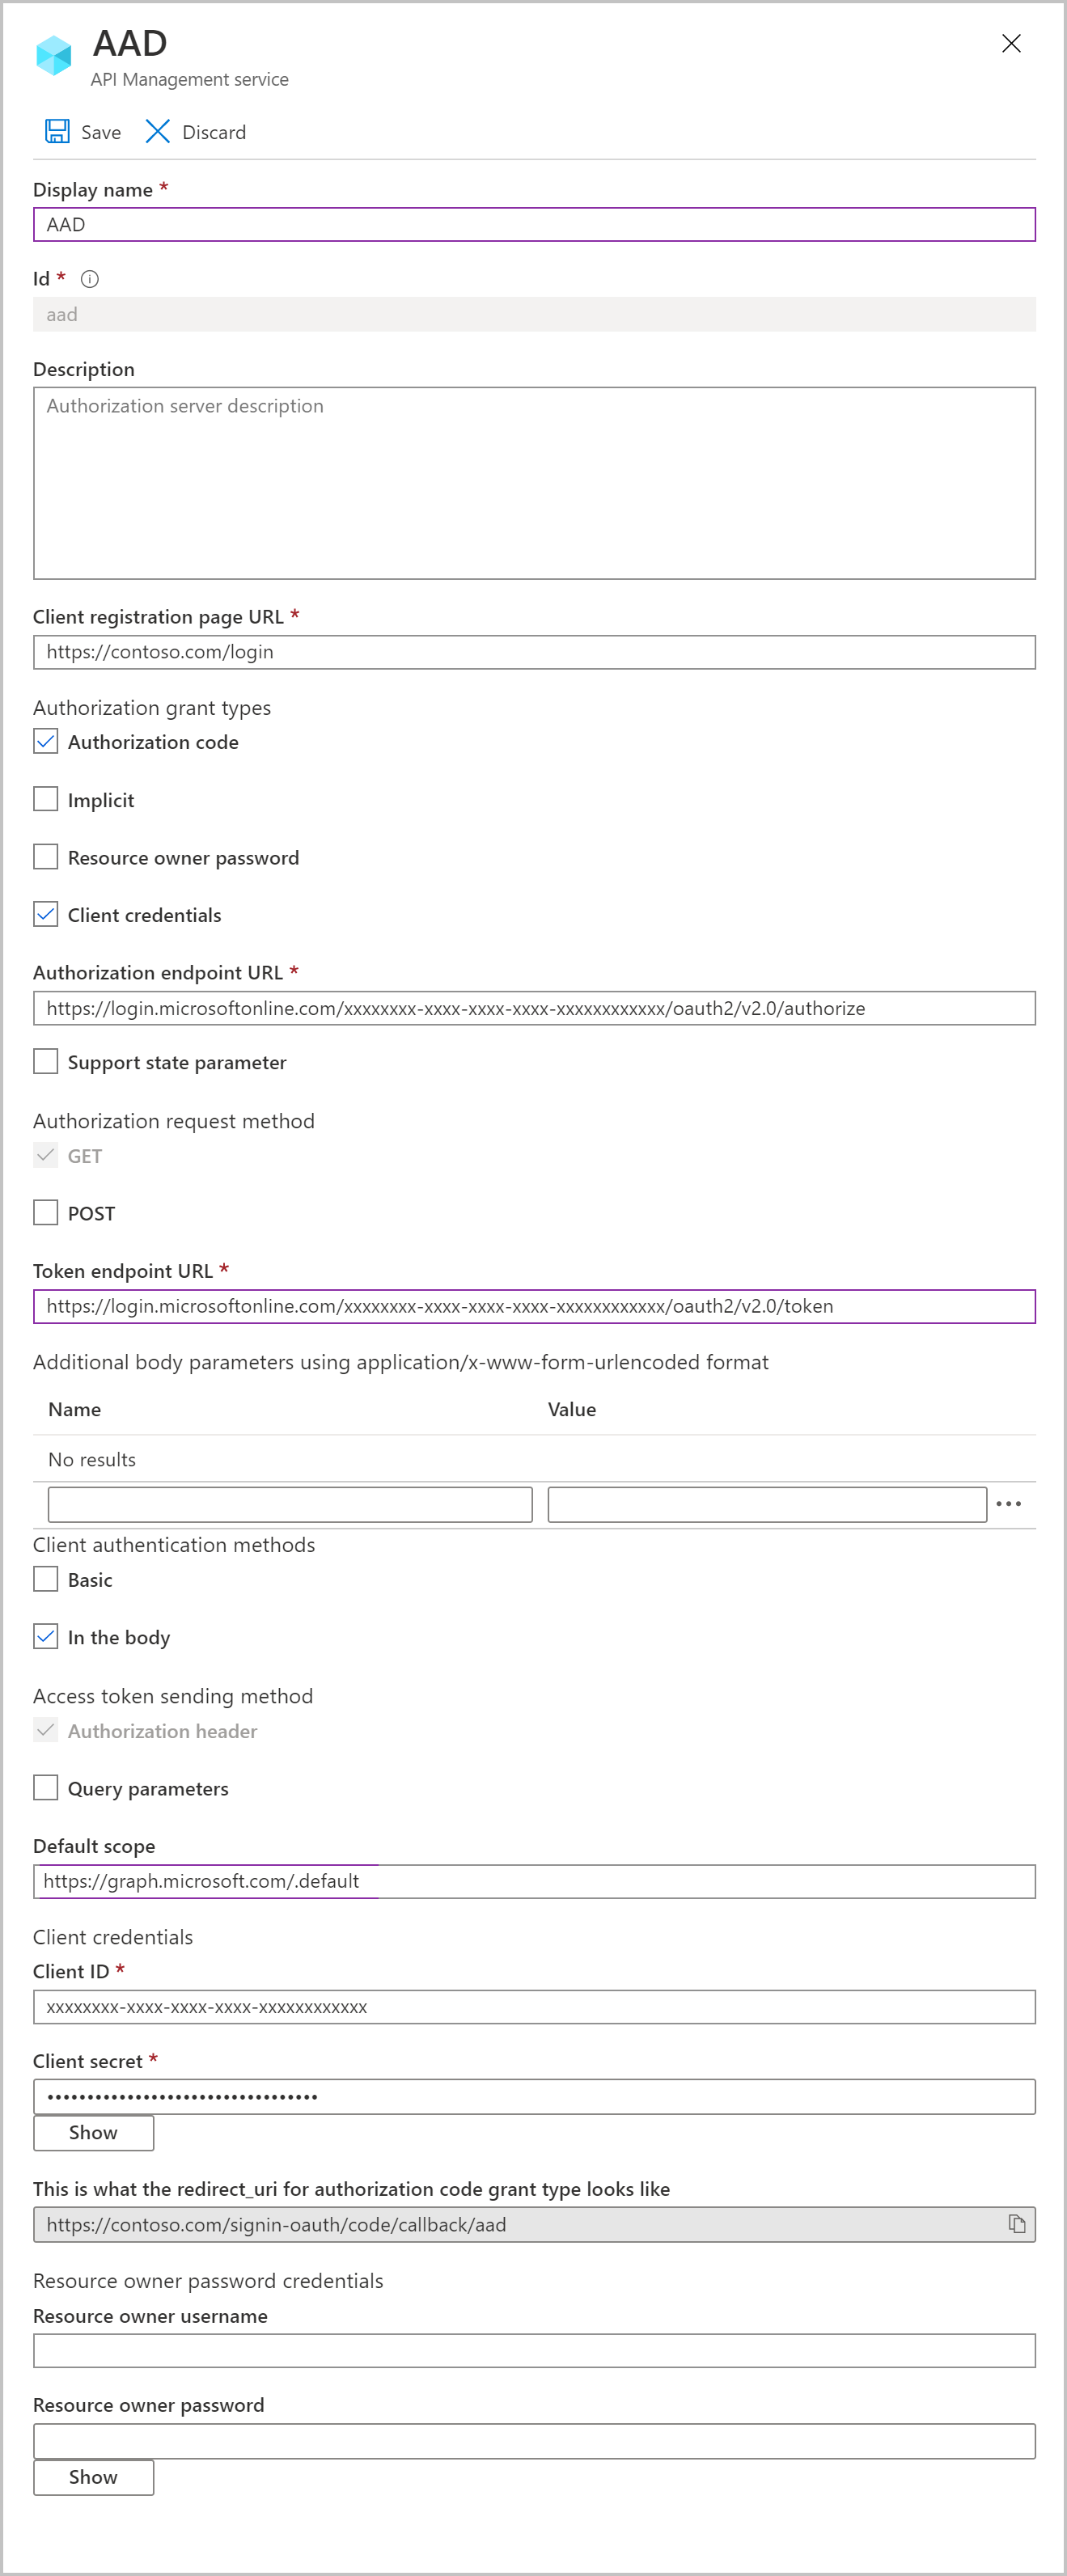 AAD
API Management service
Save Discard
Display name *
AAD
Id *
aad
Description
Authorization server description
Client registration page URL *
https://contoso.com/login
Authorization grant types
Authorization code
Implicit
Resource owner password
Client credentials
Authorization endpoint URL *
https://login.microsoftonline.com/xxxxxxxx-xxxx-xxxx-xxxx-xxxxxxxxxxxx/oauth2/v2.0/authorize
Support state parameter
Authorization request method
GET
POST
Token endpoint URL *
https://login.microsoftonline.com/xxxxxxxx-xxxx-xxxx-xxxx-xxxxxxxxxxxx/oauth2/v2.0/token
Additional body parameters using application/x-www-form-urlencoded format
Name Value
No results
Client authentication methods
Basic
In the body
Access token sending method
Authorization header
Query parameters
Default scope
https://graph.microsoft.com/.default
Client credentials
Client ID *
xxxxxxxx-xxxx-xxxx-xxxx-xxxxxxxxxxxx
Client secret *
••••••••••••••••••••••••••••••••••
Show
This is what the redirect_uri for authorization code grant type looks like
https://contoso.com/signin-oauth/code/callback/aad
Resource owner password credentials
Resource owner username
Resource owner password
Show